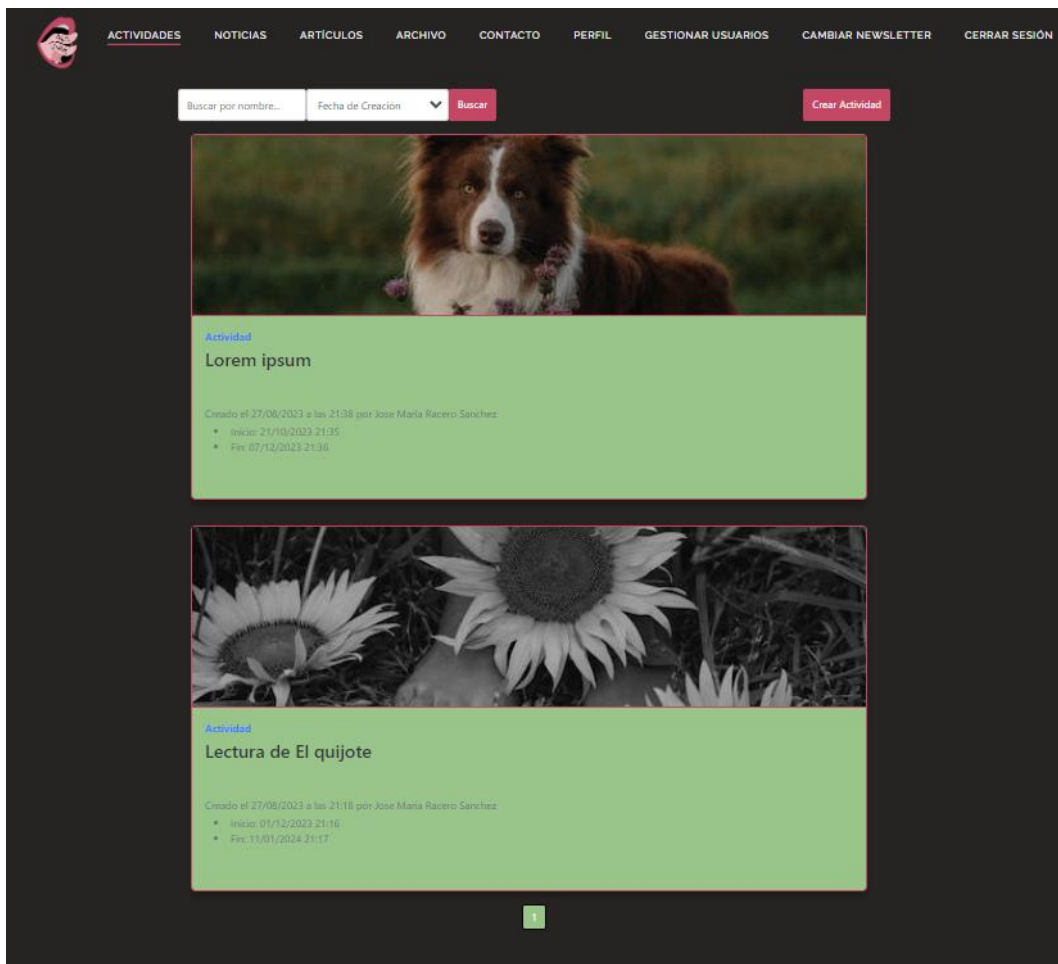 ACTIVIDADES NOTICIAS ARTÍCULOS ARCHIVO CONTACTO PERFIL GESTIONAR USUARIOS CAMBIAR NEWSLETTER CERRAR SESIÓN
Buscar por nombre... Fecha de Creación Buscar Crear Actividad
Actividad
Lorem ipsum
Creado el 27/08/2023 a las 21:38 por Jose María Racero Sanchez
Inicio: 21/10/2023 21:35
Fin: 07/12/2023 21:36
Actividad
Lectura de El quijote
Creado el 27/08/2023 a las 21:18 por Jose María Racero Sanchez
Inicio: 01/12/2023 21:16
Fin: 11/01/2024 21:17
1